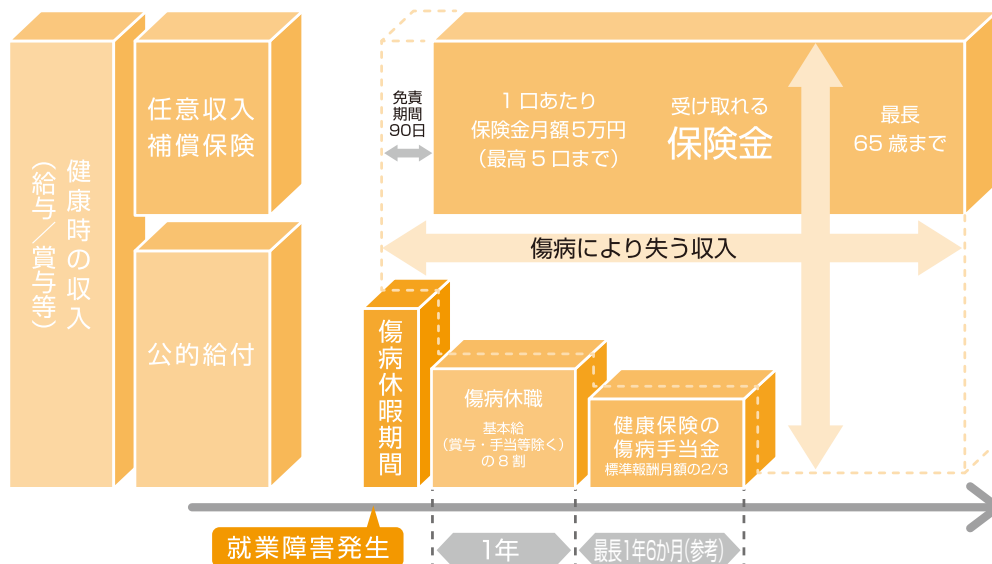 健康時の収入
（給与／賞与等）
任意収入
補償保険
公的給付
免責
期間
90日
1口あたり
保険金月額5万円
（最高5口まで）
受け取れる
保険金
最長
65歳まで
傷病により失う収入
傷病休暇期間
傷病休職
基本給
（賞与・手当等除く）
の8割
健康保険の
傷病手当金
標準報酬月額の2/3
就業障害発生
1年
最長1年6か月(参考)